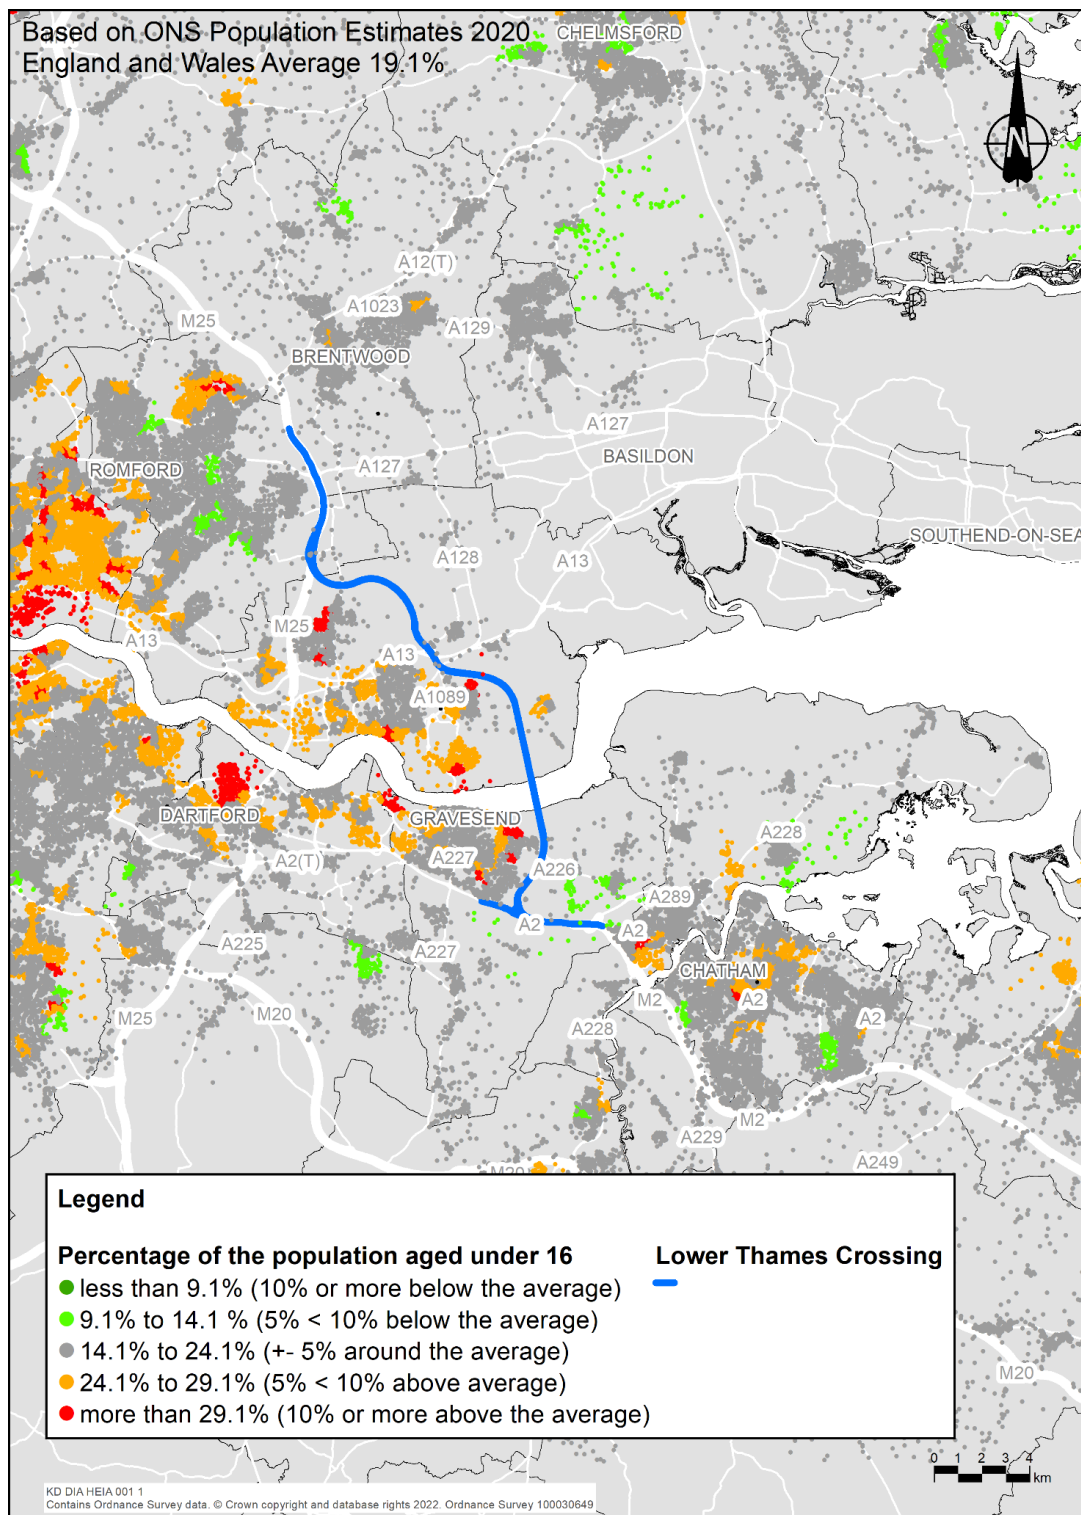 Based on ONS Population Estimates 2020
England and Wales Average 19.1%
CHELMSFORD
N
A12(T)
A1023
M25
A129
BRENTWOOD
A127
A127
BASILDON
ROMFORD
SOUTHEND-ON-SEA
A128
A13
M25
A13
A13
A1089
DARTFORD
GRAVESEND
A228
A2(T)
A227
A226
A289
A2
A2
A225
A227
CHATHAM
M2
A2
M25
M20
A228
A2
M2
A229
A249
M20
Legend
Percentage of the population aged under 16
Lower Thames Crossing
less than 9.1% (10% or more below the average)
9.1% to 14.1 % (5% < 10% below the average)
14.1% to 24.1% (+- 5% around the average)
24.1% to 29.1% (5% < 10% above average)
more than 29.1% (10% or more above the average)
M20
0 1 2 3 4
km
KD DIA HEIA 001 1
Contains Ordnance Survey data. © Crown copyright and database rights 2022. Ordnance Survey 100030649